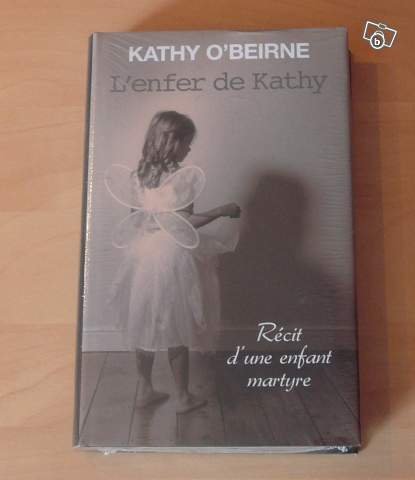 KATHY O'BEIRNE
L'enfer de Kathy
Récit
d'une enfant
martyre
b